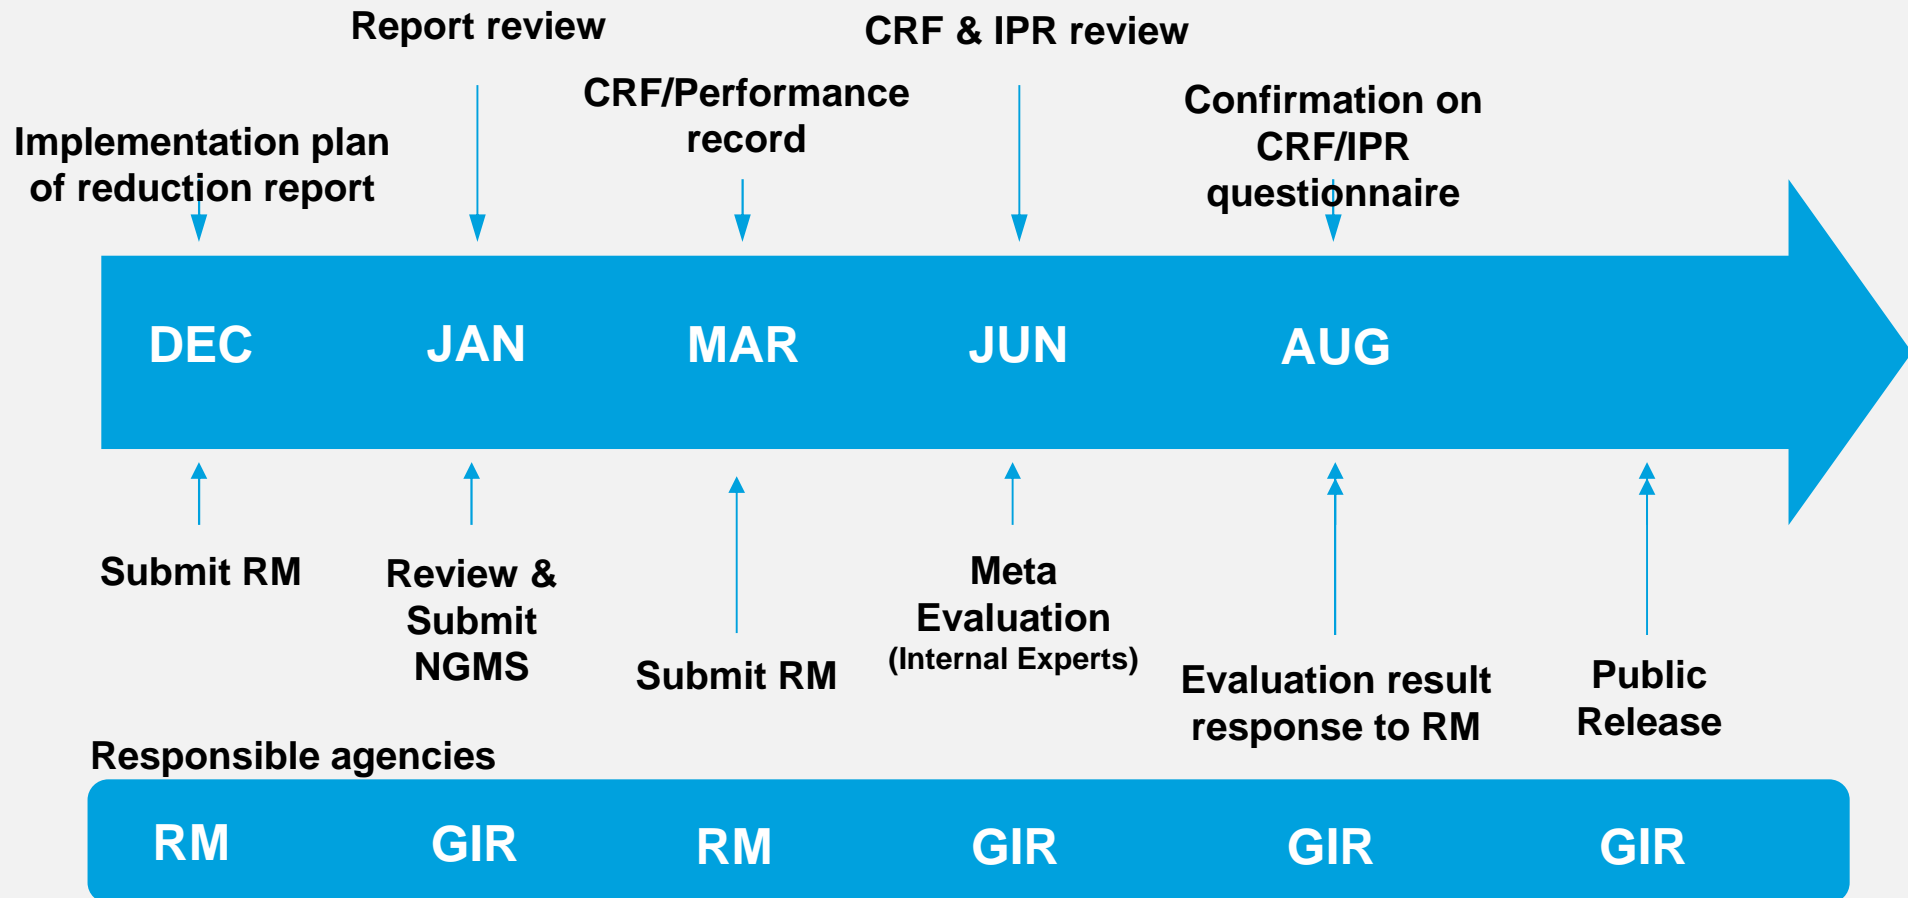 Report review
CRF & IPR review
CRF/Performance
record
Confirmation on
CRF/IPR
questionnaire
Implementation plan
of reduction report
DEC
JAN
MAR
JUN
AUG
Submit RM
Review &
Submit
NGMS
Submit RM
Meta
Evaluation
(Internal Experts)
Evaluation result
response to RM
Public
Release
Responsible agencies
RM
GIR
RM
GIR
GIR
GIR